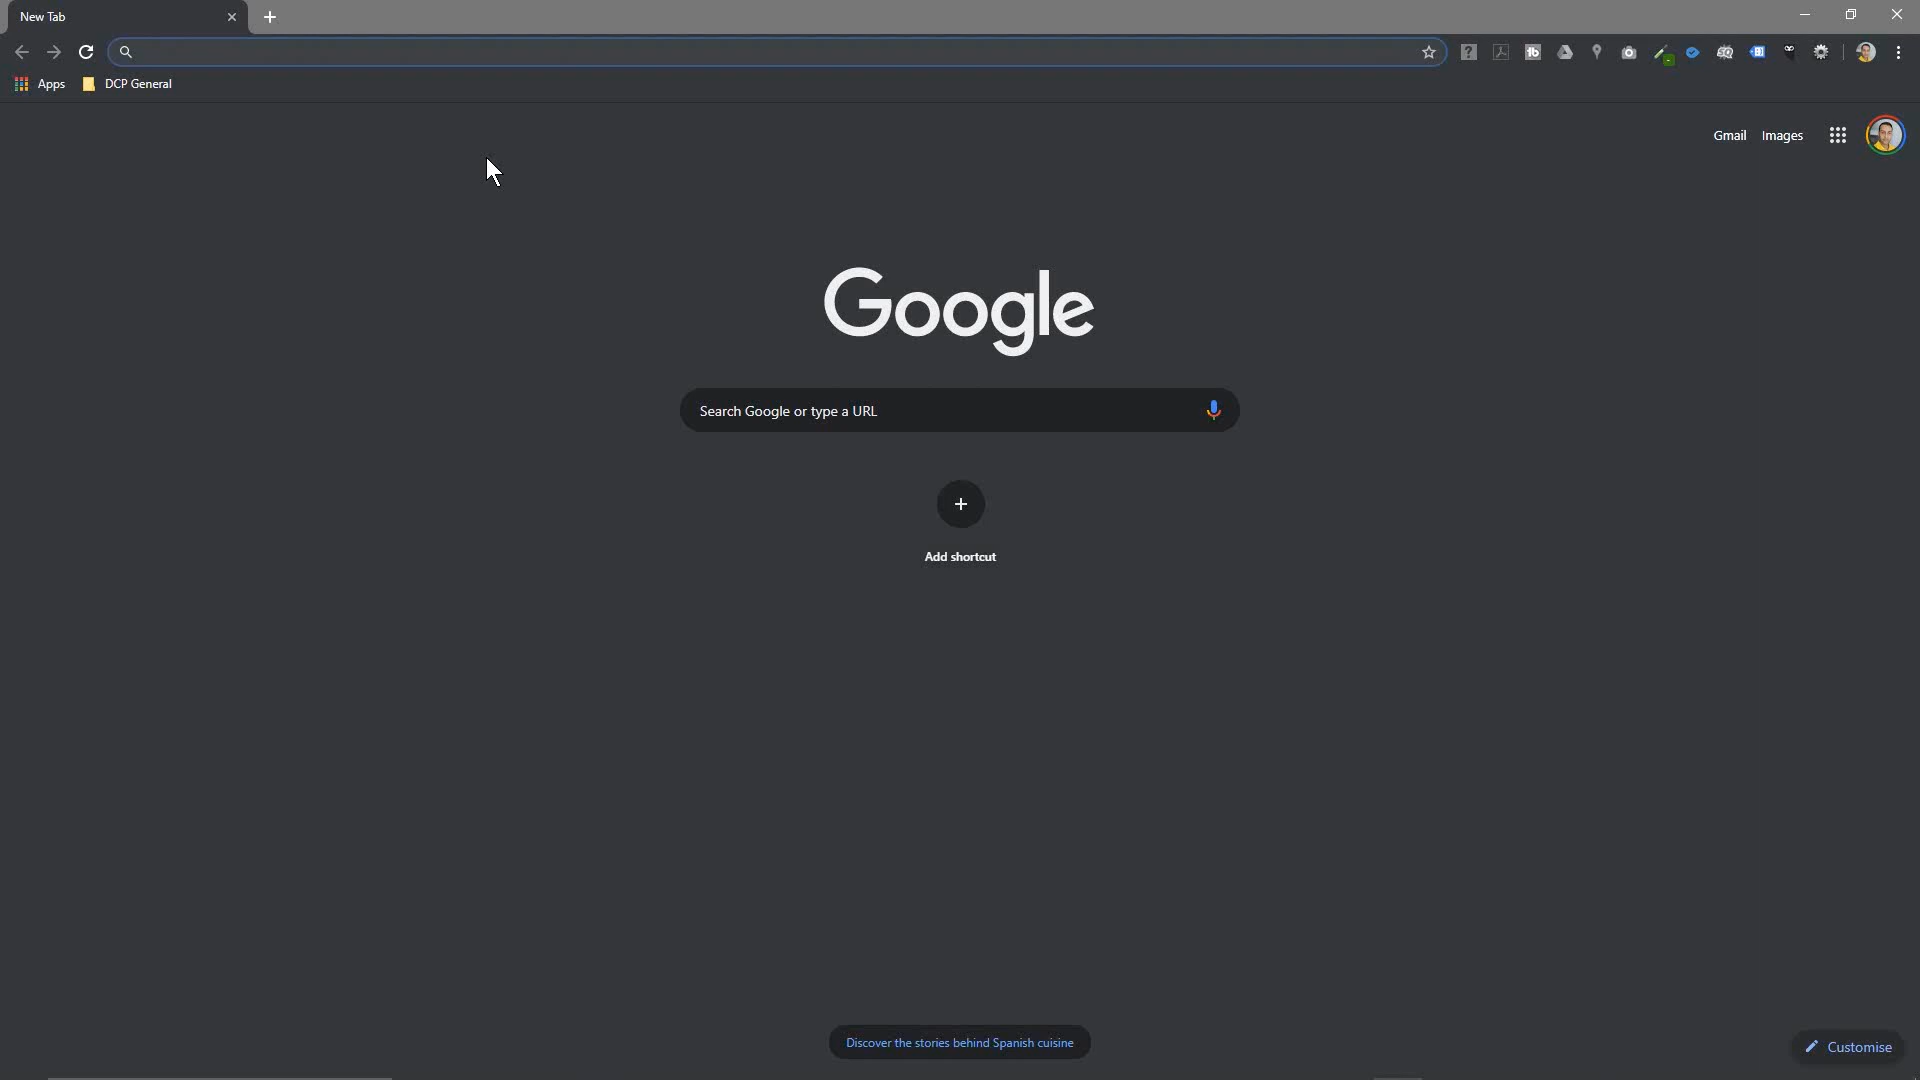 New Tab
Apps
DCP General
Gmail
Images
Google
Search Google or type a URL
+
Add shortcut
Discover the stories behind Spanish cuisine
Customise